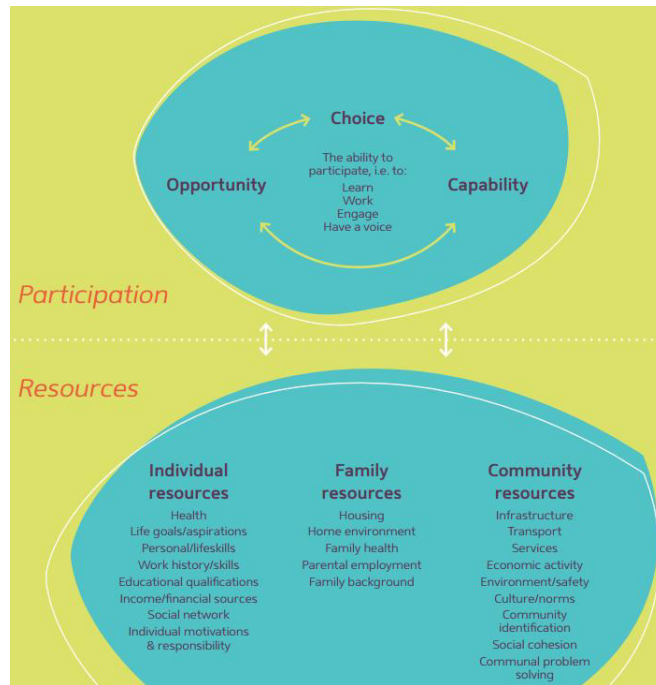 Choice
The ability to
participate, i.e. to:
Learn
Work
Engage
Have a voice
Opportunity
Capability
Participation
Resources
Individual
resources
Health
Life goals/aspirations
Personal/lifeskills
Work history/skills
Educational qualifications
Income/financial sources
Social network
Individual motivations
& responsibility
Family
resources
Housing
Home environment
Family health
Parental employment
Family background
Community
resources
Infrastructure
Transport
Services
Economic activity
Environment/safety
Culture/norms
Community
identification
Social cohesion
Communal problem
solving